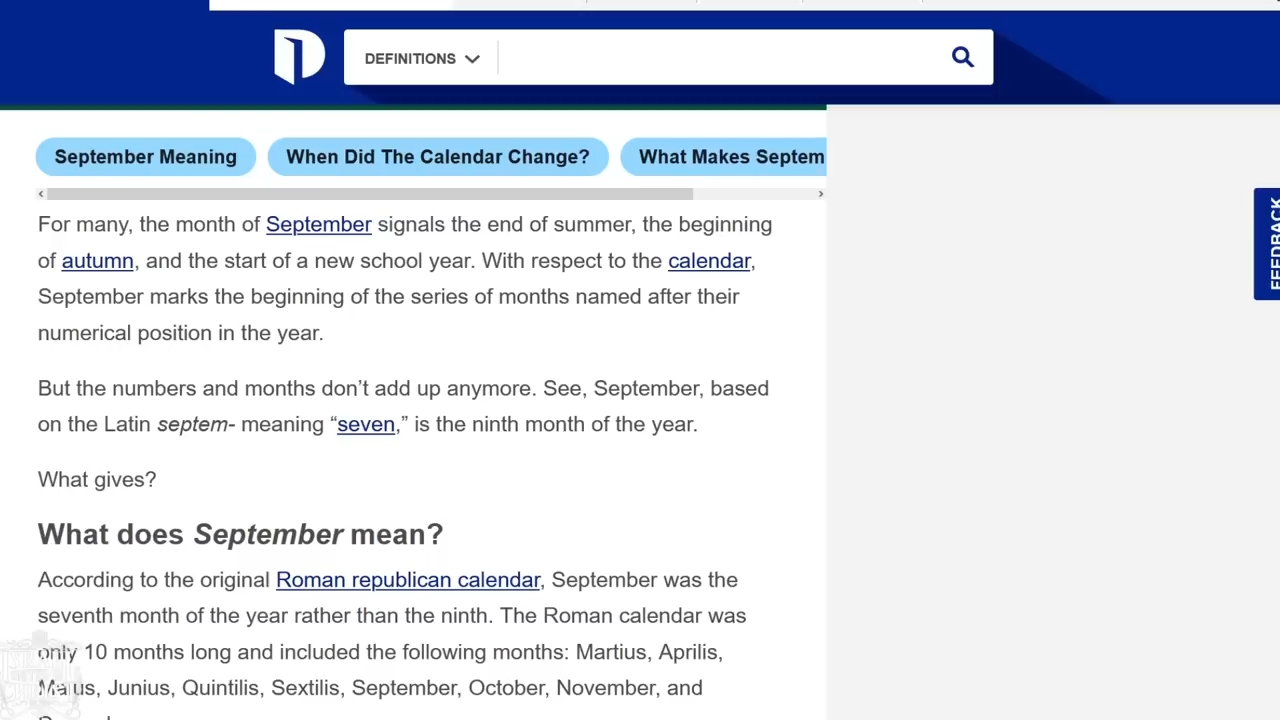 DEFINITIONS
September Meaning
When Did The Calendar Change?
What Makes Septem
FEEDBACK
For many, the month of September signals the end of summer, the beginning
of autumn, and the start of a new school year. With respect to the calendar,
September marks the beginning of the series of months named after their
numerical position in the year.
But the numbers and months don’t add up anymore. See, September, based
on the Latin septem- meaning “seven,” is the ninth month of the year.
What gives?
What does September mean?
According to the original Roman republican calendar, September was the
seventh month of the year rather than the ninth. The Roman calendar was
only 10 months long and included the following months: Martius, Aprilis,
Maius, Junius, Quintilis, Sextilis, September, October, November, and